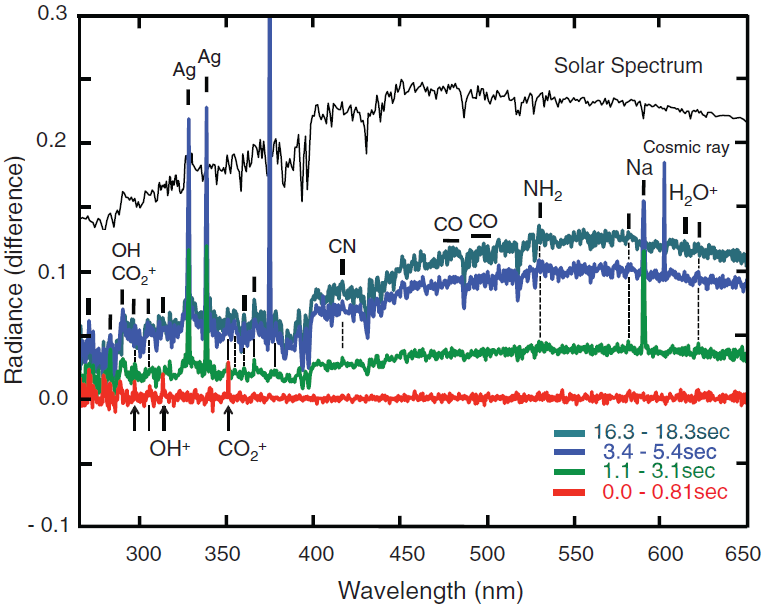 0.3
Ag
Ag
Solar Spectrum
0.2
Cosmic ray
Na
NH₂
H₂O⁺
CO
CO
CN
OH
CO₂⁺
0.1
0.0
OH⁺
CO₂⁺
16.3 - 18.3sec
3.4 - 5.4sec
1.1 - 3.1sec
0.0 - 0.81sec
- 0.1
Radiance (difference)
300 350 400 450 500 550 600 650
Wavelength (nm)